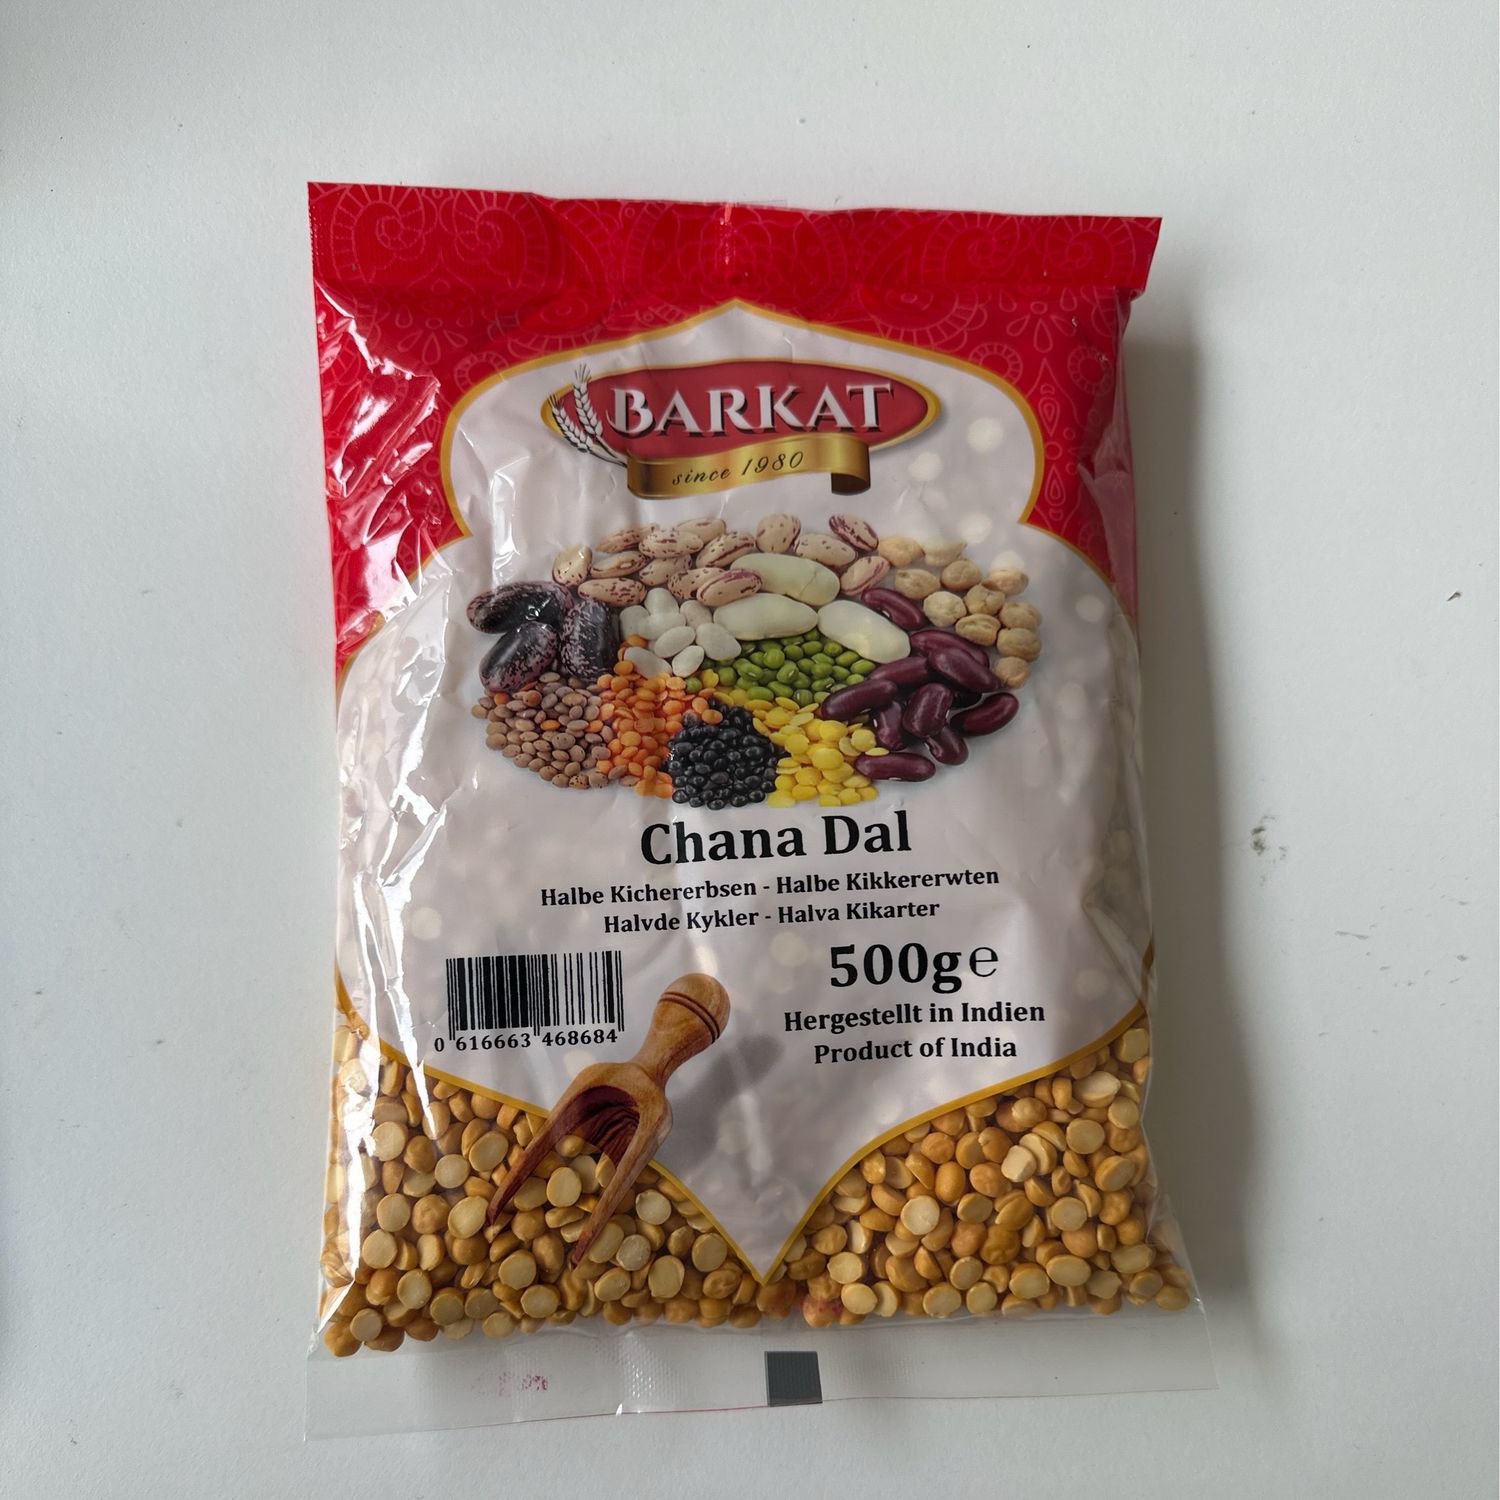 BARKAT
since 1980
Chana Dal
Halbe Kichererbsen - Halbe Kikkererwten
Halvde Kykler - Halva Kikarter
500g℮
Hergestellt in Indien
Product of India
0 616663 468684